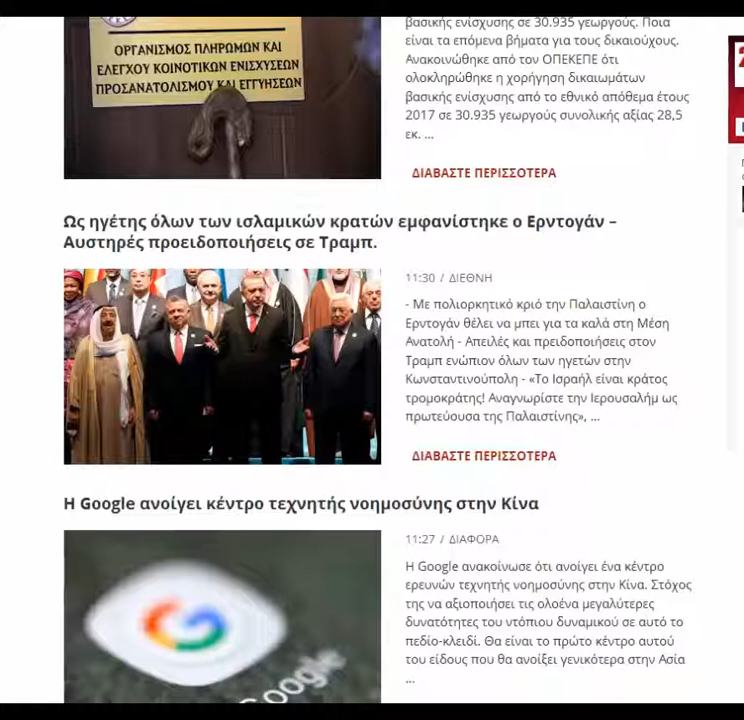 ΟΡΓΑΝΙΣΜΟΣ ΠΛΗΡΩΜΩΝ ΚΑΙ
ΕΛΕΓΧΟΥ ΚΟΙΝΟΤΙΚΩΝ ΕΝΙΣΧΥΣΕΩΝ
ΠΡΟΣΑΝΑΤΟΛΙΣΜΟΥ ΚΑΙ ΕΓΓΥΗΣΕΩΝ
βασικής ενίσχυσης σε 30.935 γεωργούς. Ποια
είναι τα επόμενα βήματα για τους δικαιούχους.
Ανακοινώθηκε από τον ΟΠΕΚΕΠΕ ότι
ολοκληρώθηκε η χορήγηση δικαιωμάτων
βασικής ενίσχυσης από το εθνικό απόθεμα έτους
2017 σε 30.935 γεωργούς συνολικής αξίας 28,5
εκ. ...
ΔΙΑΒΑΣΤΕ ΠΕΡΙΣΣΟΤΕΡΑ
Ως ηγέτης όλων των ισλαμικών κρατών εμφανίστηκε ο Ερντογάν –
Αυστηρές προειδοποιήσεις σε Τραμπ.
11:30 / ΔΙΕΘΝΗ
- Με πολιορκητικό κριό την Παλαιστίνη ο
Ερντογάν θέλει να μπει για τα καλά στη Μέση
Ανατολή - Απειλές και πρειδοποιήσεις στον
Τραμπ ενώπιον όλων των ηγετών στην
Κωνσταντινούπολη - «Το Ισραήλ είναι κράτος
τρομοκράτης! Αναγνωρίστε την Ιερουσαλήμ ως
πρωτεύουσα της Παλαιστίνης», ...
ΔΙΑΒΑΣΤΕ ΠΕΡΙΣΣΟΤΕΡΑ
Η Google ανοίγει κέντρο τεχνητής νοημοσύνης στην Κίνα
11:27 / ΔΙΑΦΟΡΑ
Η Google ανακοίνωσε ότι ανοίγει ένα κέντρο
ερευνών τεχνητής νοημοσύνης στην Κίνα. Στόχος
της να αξιοποιήσει τις ολοένα μεγαλύτερες
δυνατότητες του ντόπιου δυναμικού σε αυτό το
πεδίο-κλειδί. Θα είναι το πρώτο κέντρο αυτού
του είδους που θα ανοίξει γενικότερα στην Ασία
...
Google